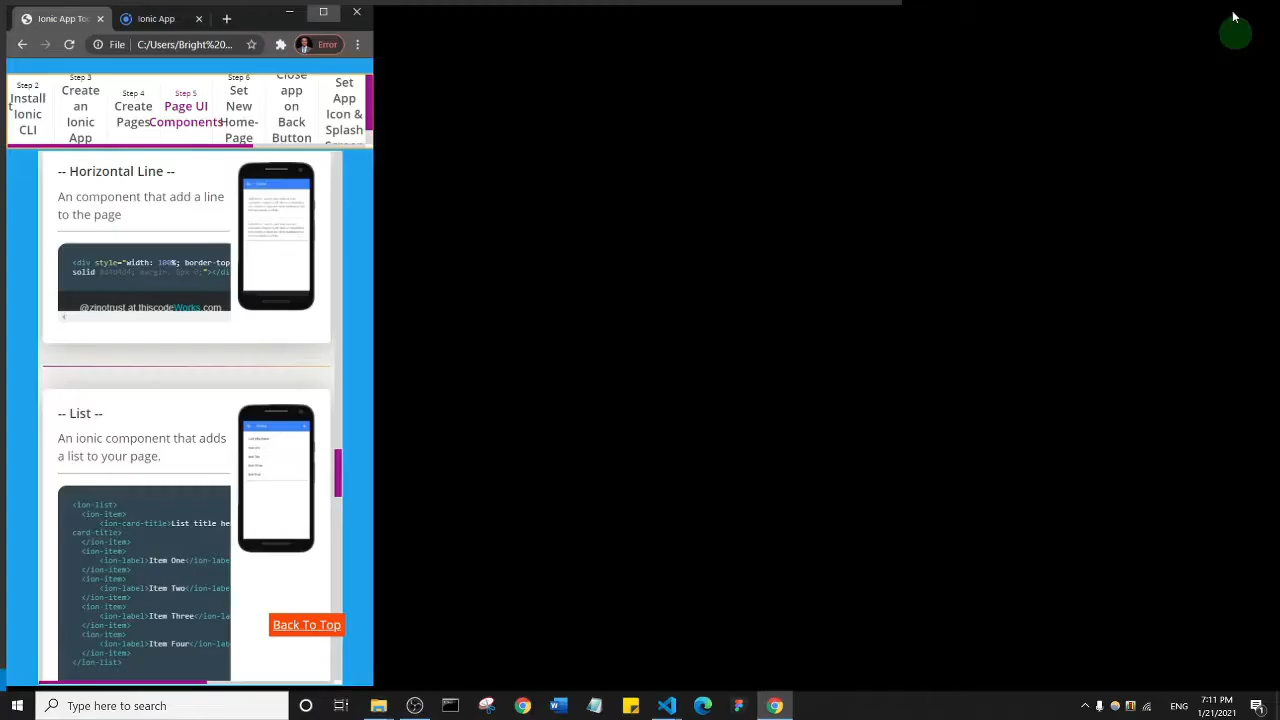 Ionic App To
Ionic App
File
C:/Users/Bright%20...
Error
Step 2
Install
Ionic
CLI
Step 3
Create
an
Ionic
App
Step 4
Create
Pages
Step 5
Page UI
Components
Step 6
Set
New
Home-
Page
Close
app
on
Back
Button
Set
App
Icon &
Splash
-- Horizontal Line --
An component that add a line
to the page
<div style="width: 100%; border-top
solid #a4d4d4; margin. 8px 0;"></di
@zinotrust at thiscodeWorks.com
-- List --
An ionic component that adds
a list to your page.
<ion-list>
<ion-item>
<ion-card-title>List title he
card-title>
</ion-item>
<ion-item>
<ion-label>Item One</ion-labe
</ion-item>
<ion-item>
<ion-label>Item Two</ion-labe
</ion-item>
<ion-item>
<ion-label>Item Three</ion-la
</ion-item>
<ion-item>
<ion-label>Item Four</ion-lab
</ion-item>
</ion-list>
Back To Top
Type here to search
ENG
7:11 PM
1/21/2021